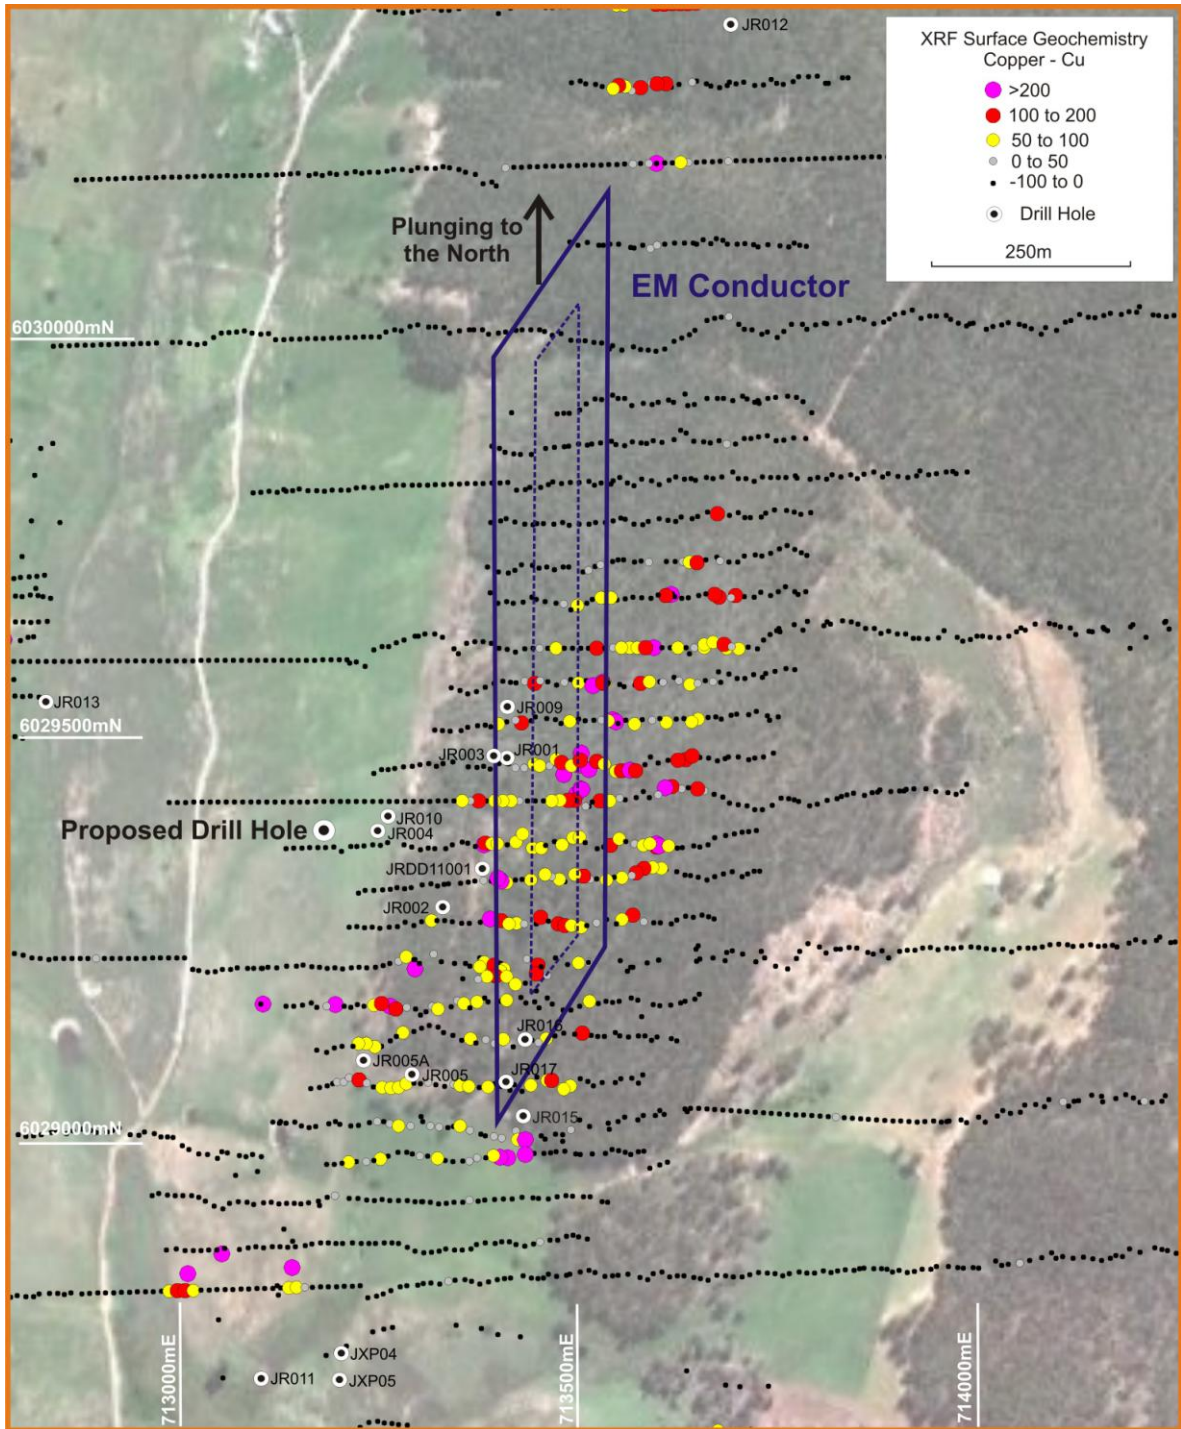 JR012
XRF Surface Geochemistry
Copper - Cu
>200
100 to 200
50 to 100
0 to 50
-100 to 0
Drill Hole
250m
Plunging to
the North
EM Conductor
6030000mN
JR013
JR009
6029500mN
JR003
JR001
JR010
Proposed Drill Hole
JR004
JRDD11001
JR002
JR016
JR005A
JR005
JR017
JR015
6029000mN
713000mE
713500mE
714000mE
JXP04
JR011
JXP05